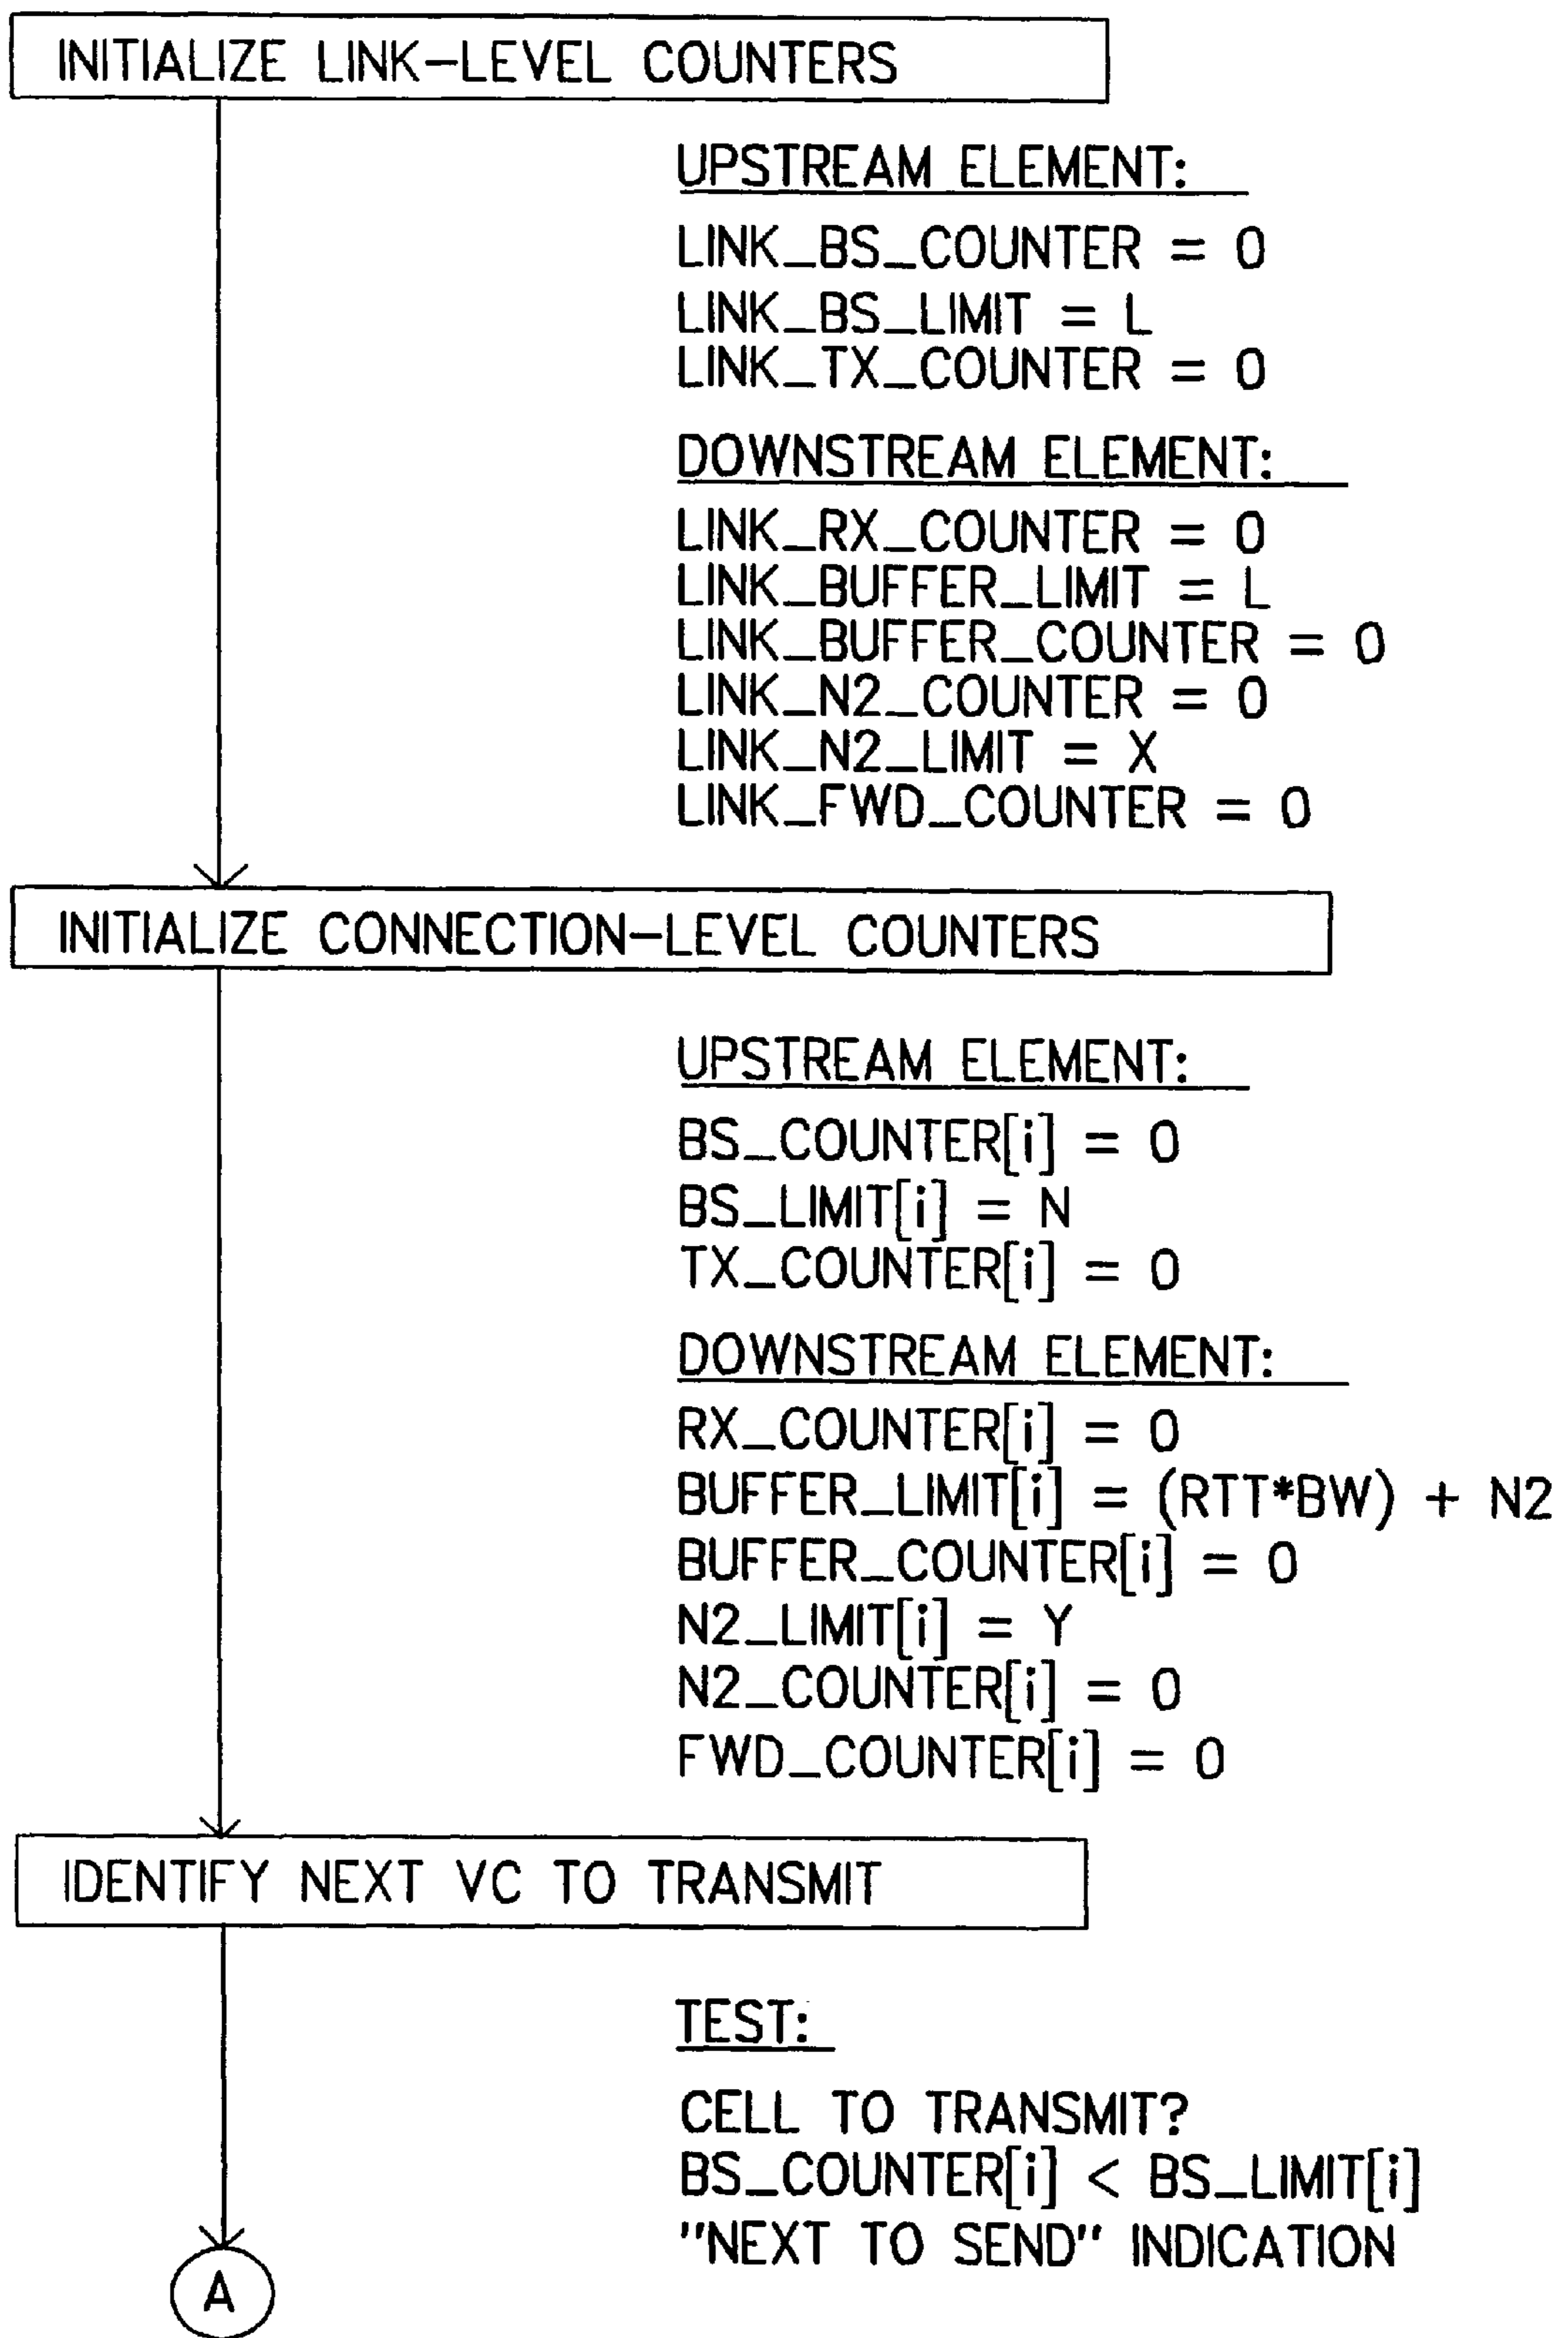 INITIALIZE LINK–LEVEL COUNTERS
UPSTREAM ELEMENT:
LINK_BS_COUNTER = 0
LINK_BS_LIMIT = L
LINK_TX_COUNTER = 0
DOWNSTREAM ELEMENT:
LINK_RX_COUNTER = 0
LINK_BUFFER_LIMIT = L
LINK_BUFFER_COUNTER = 0
LINK_N2_COUNTER = 0
LINK_N2_LIMIT = X
LINK_FWD_COUNTER = 0
INITIALIZE CONNECTION–LEVEL COUNTERS
UPSTREAM ELEMENT:
BS_COUNTER[i] = 0
BS_LIMIT[i] = N
TX_COUNTER[i] = 0
DOWNSTREAM ELEMENT:
RX_COUNTER[i] = 0
BUFFER_LIMIT[i] = (RTT*BW) + N2
BUFFER_COUNTER[i] = 0
N2_LIMIT[i] = Y
N2_COUNTER[i] = 0
FWD_COUNTER[i] = 0
IDENTIFY NEXT VC TO TRANSMIT
TEST:
CELL TO TRANSMIT?
BS_COUNTER[i] < BS_LIMIT[i]
"NEXT TO SEND" INDICATION
A